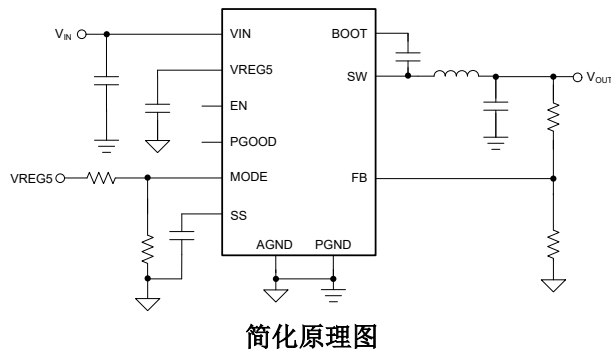 VIN
VIN
BOOT
VREG5
SW
VOUT
EN
PGOOD
VREG5
MODE
FB
SS
AGND
PGND
简化原理图